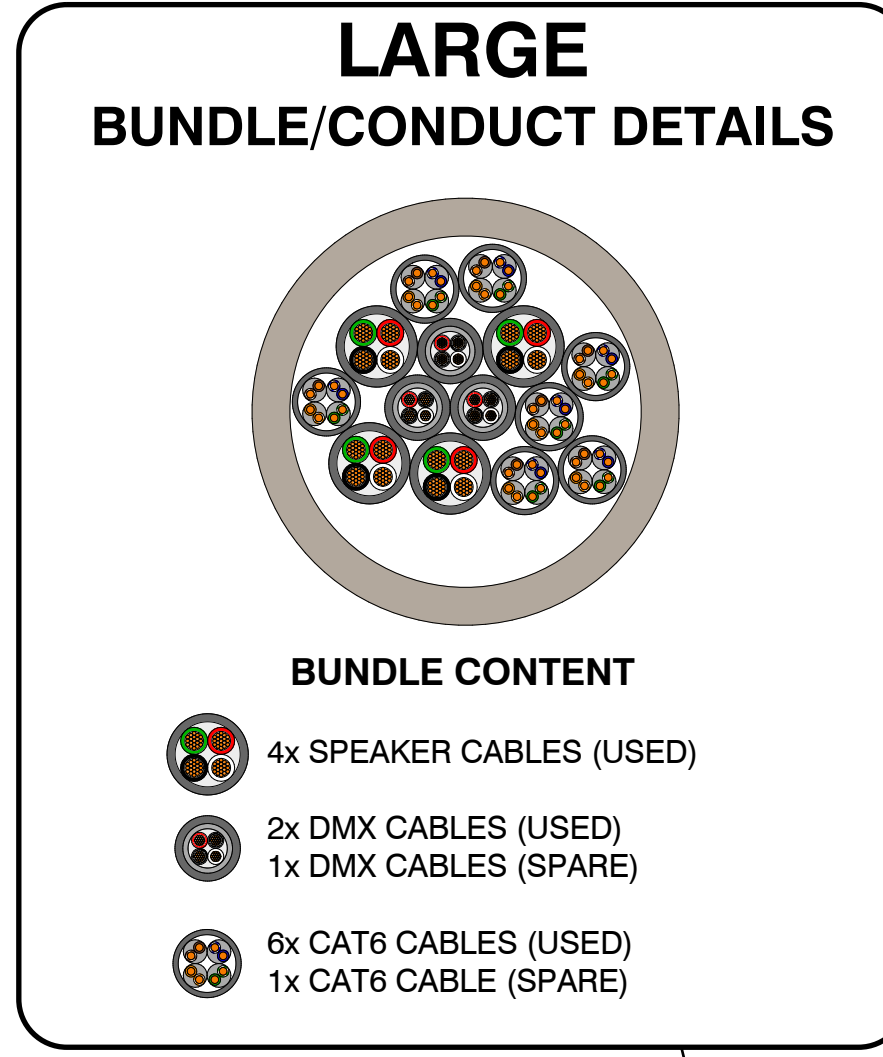 LARGE
BUNDLE/CONDUCT DETAILS
BUNDLE CONTENT
4x SPEAKER CABLES (USED)
2x DMX CABLES (USED)
1x DMX CABLES (SPARE)
6x CAT6 CABLES (USED)
1x CAT6 CABLE (SPARE)